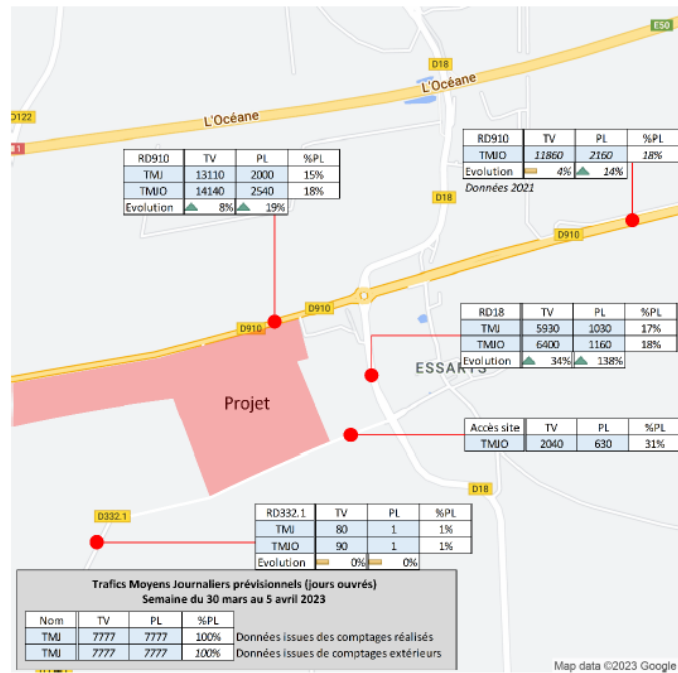 E50
D18
L'Océane
D122
L'Océane
1
RD910 TV PL %PL
TMJO 11860 2160 18%
Evolution 4% 14%
Données 2021
RD910 TV PL %PL
TMJ 13110 2000 15%
TMJO 14140 2540 18%
Evolution 8% 19%
D18
D910
D910
D910
RD18 TV PL %PL
TMJ 5930 1030 17%
TMJO 6400 1160 18%
Evolution 34% 138%
ESSARTS
Projet
Accès site TV PL %PL
TMJO 2040 630 31%
D18
D332.1
RD332.1 TV PL %PL
TMJ 80 1 1%
TMJO 90 1 1%
Evolution 0% 0%
Trafics Moyens Journaliers prévisionnels (jours ouvrés)
Semaine du 30 mars au 5 avril 2023
Nom TV PL %PL
TMJ 7777 7777 100% Données issues des comptages réalisés
TMJ 7777 7777 100% Données issues de comptages extérieurs
Map data ©2023 Google